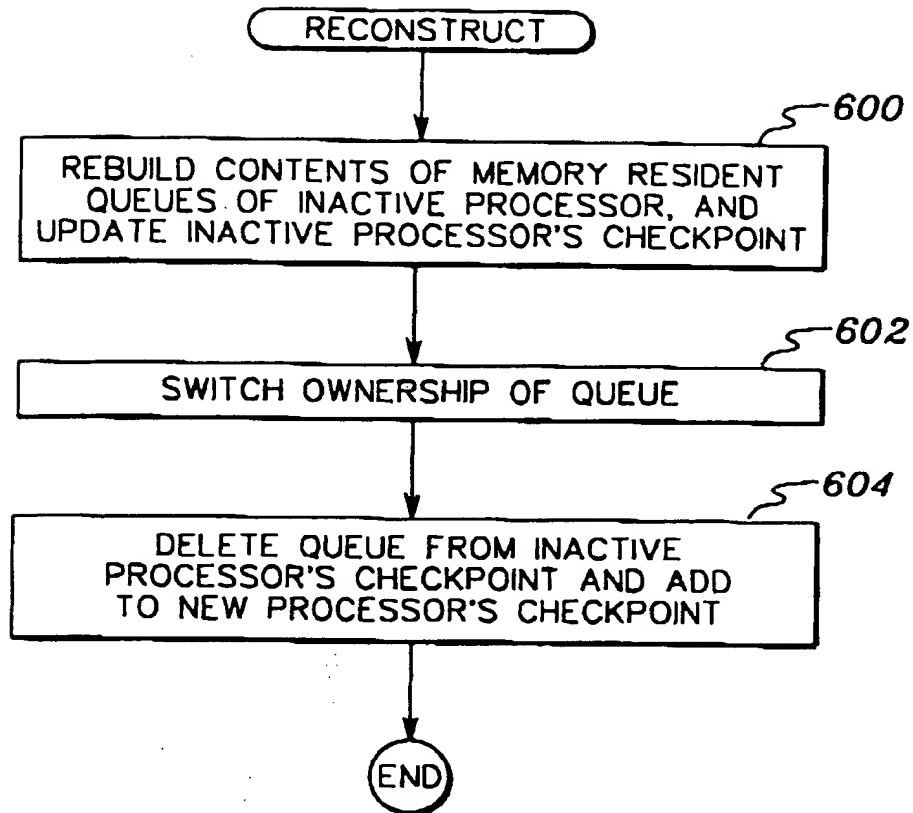 RECONSTRUCT
600
REBUILD CONTENTS OF MEMORY RESIDENT
QUEUES OF INACTIVE PROCESSOR, AND
UPDATE INACTIVE PROCESSOR'S CHECKPOINT
602
SWITCH OWNERSHIP OF QUEUE
604
DELETE QUEUE FROM INACTIVE
PROCESSOR'S CHECKPOINT AND ADD
TO NEW PROCESSOR'S CHECKPOINT
END